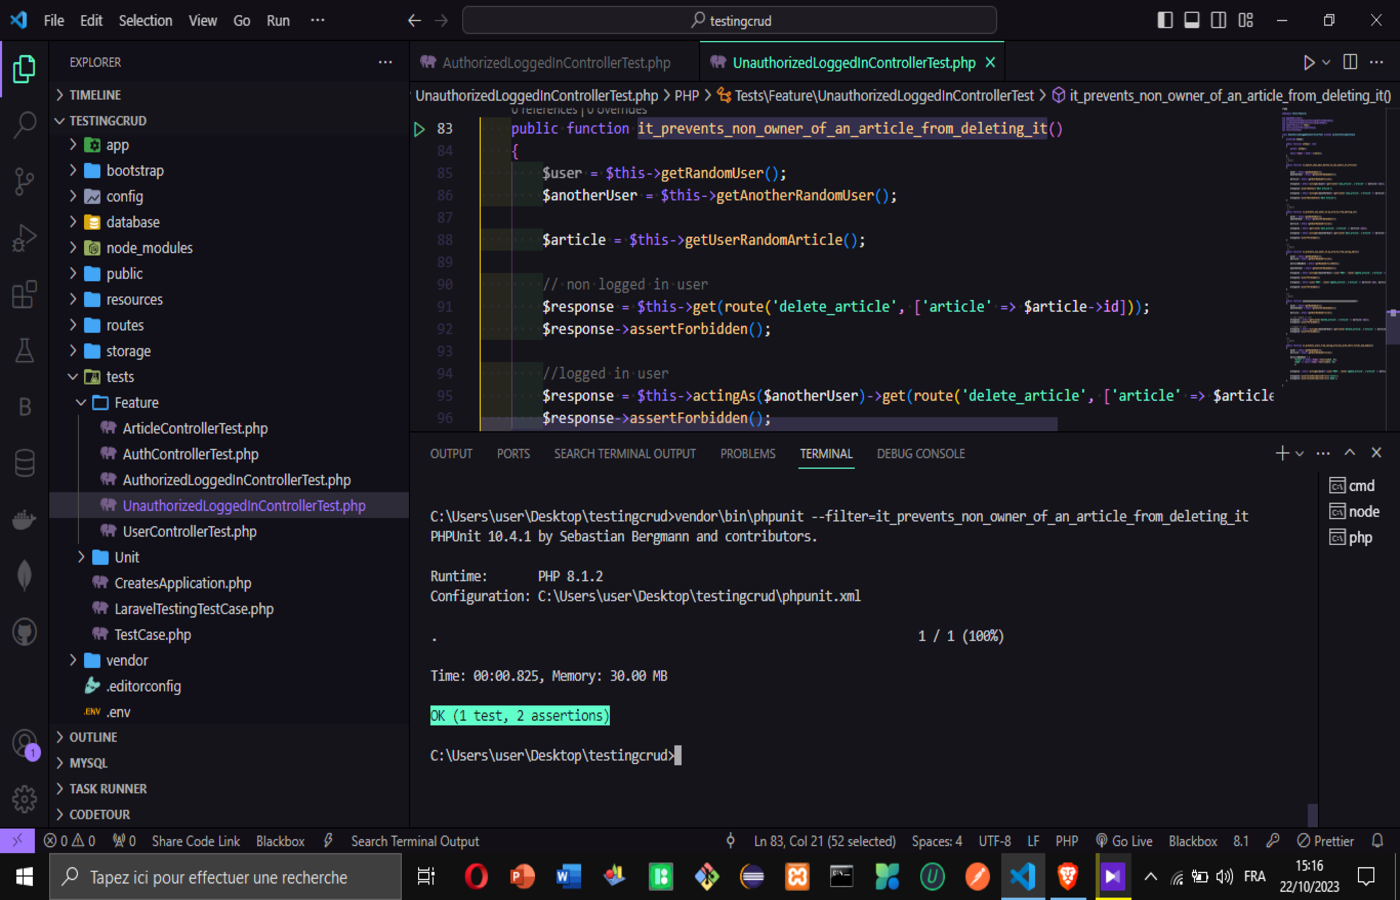 File Edit Selection View Go Run ··· testingcrud
EXPLORER ···
TIMELINE
TESTINGCRUD
app
bootstrap
config
database
node_modules
public
resources
routes
storage
tests
Feature
ArticleControllerTest.php
AuthControllerTest.php
AuthorizedLoggedInControllerTest.php
UnauthorizedLoggedInControllerTest.php
UserControllerTest.php
Unit
CreatesApplication.php
LaravelTestingTestCase.php
TestCase.php
vendor
.editorconfig
.ENV .env
OUTLINE
MYSQL
TASK RUNNER
CODETOUR
AuthorizedLoggedInControllerTest.php UnauthorizedLoggedInControllerTest.php
UnauthorizedLoggedInControllerTest.php > PHP > Tests\Feature\UnauthorizedLoggedInControllerTest > it_prevents_non_owner_of_an_article_from_deleting_it()
0 references | 0 overrides
83 public function it_prevents_non_owner_of_an_article_from_deleting_it()
84 {
85 $user = $this->getRandomUser();
86 $anotherUser = $this->getAnotherRandomUser();
87
88 $article = $this->getUserRandomArticle();
89
90 // non logged in user
91 $response = $this->get(route('delete_article', ['article' => $article->id]));
92 $response->assertForbidden();
93
94 //logged in user
95 $response = $this->actingAs($anotherUser)->get(route('delete_article', ['article' => $article
96 $response->assertForbidden();
OUTPUT PORTS SEARCH TERMINAL OUTPUT PROBLEMS TERMINAL DEBUG CONSOLE
C:\Users\user\Desktop\testingcrud>vendor\bin\phpunit --filter=it_prevents_non_owner_of_an_article_from_deleting_it
PHPUnit 10.4.1 by Sebastian Bergmann and contributors.
Runtime: PHP 8.1.2
Configuration: C:\Users\user\Desktop\testingcrud\phpunit.xml
. 1 / 1 (100%)
Time: 00:00.825, Memory: 30.00 MB
OK (1 test, 2 assertions)
C:\Users\user\Desktop\testingcrud>
cmd
node
php
1
0 0 0 Share Code Link Blackbox Search Terminal Output Ln 83, Col 21 (52 selected) Spaces: 4 UTF-8 LF PHP Go Live Blackbox 8.1 Prettier
Tapez ici pour effectuer une recherche FRA 15:16
22/10/2023